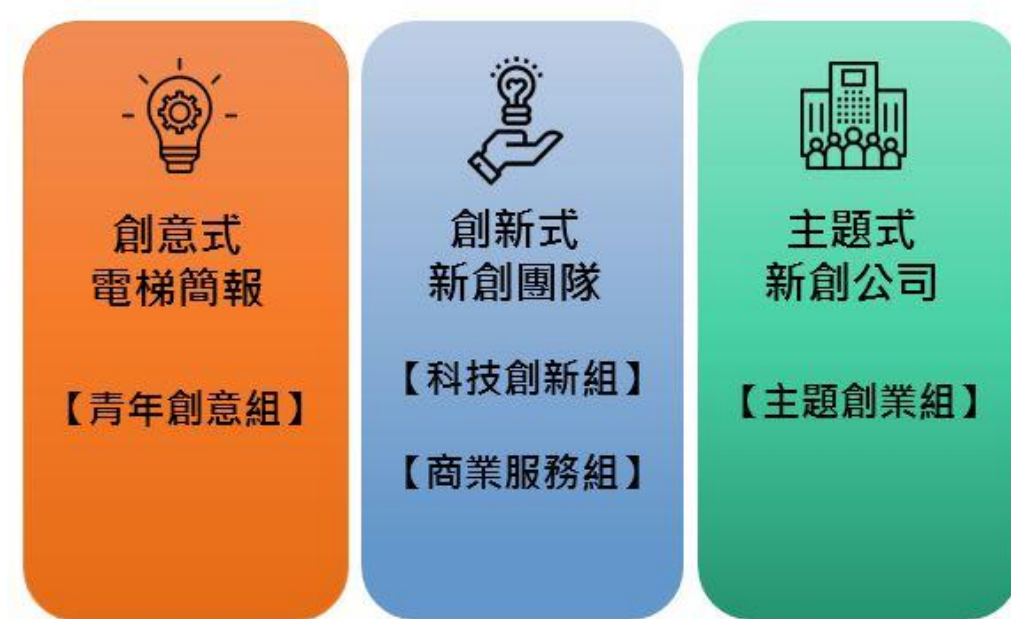 創意式
電梯簡報
【青年創意組】
創新式
新創團隊
【科技創新組】
【商業服務組】
主題式
新創公司
【主題創業組】